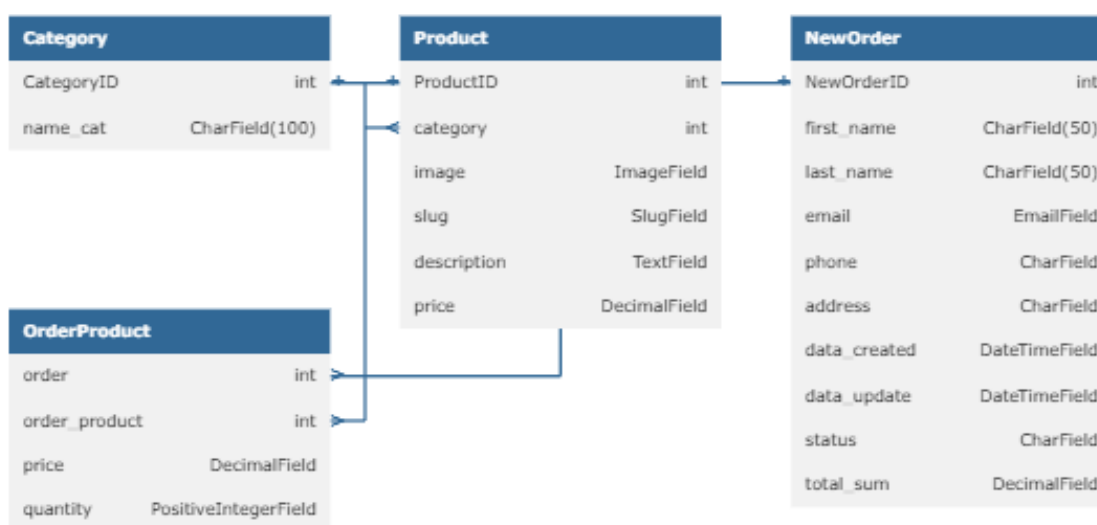 Category
CategoryID int
name_cat CharField(100)
Product
ProductID int
category int
image ImageField
slug SlugField
description TextField
price DecimalField
NewOrder
NewOrderID int
first_name CharField(50)
last_name CharField(50)
email EmailField
phone CharField
address CharField
data_created DateTimeField
data_update DateTimeField
status CharField
total_sum DecimalField
OrderProduct
order int
order_product int
price DecimalField
quantity PositiveIntegerField